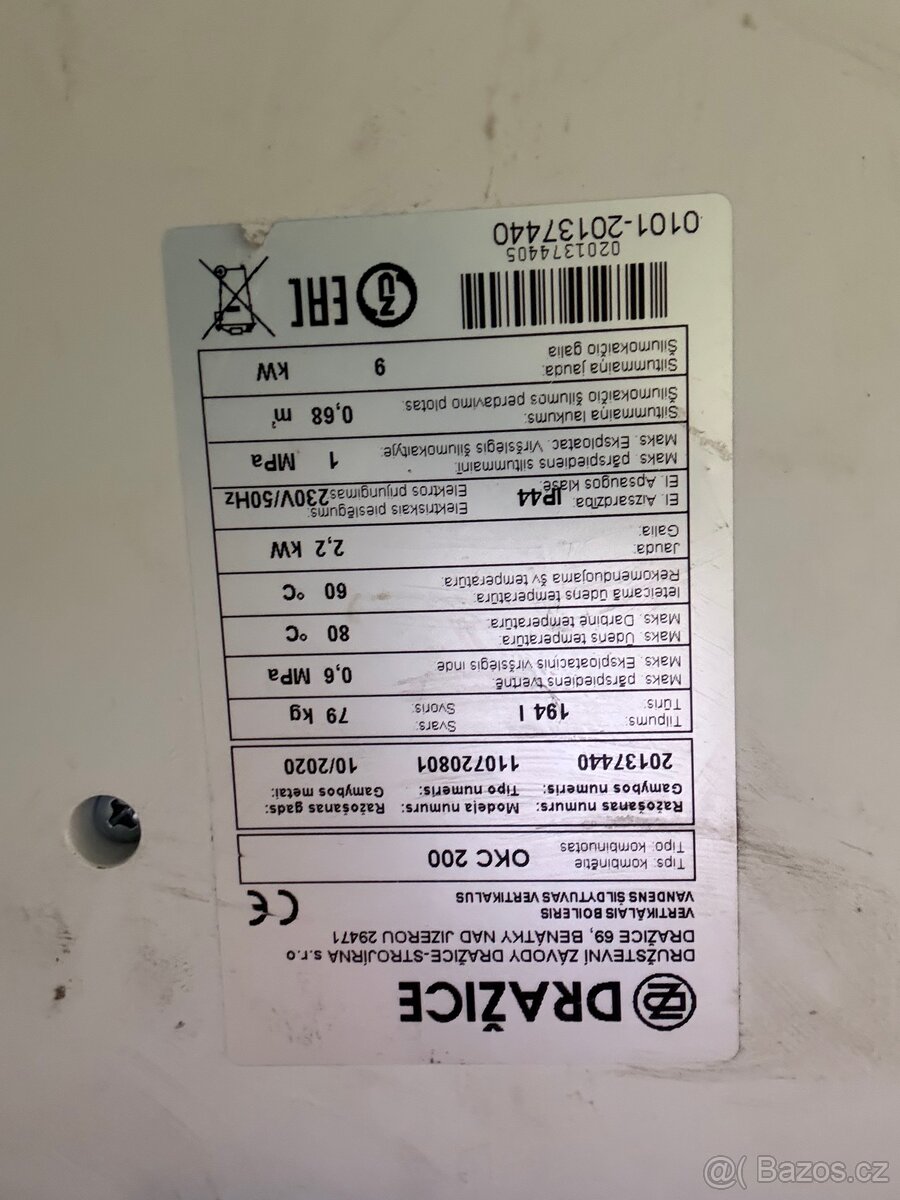 DRAŽICE
DRUŽSTEVNÍ ZÁVODY DRAŽICE-STROJÍRNA s.r.o
DRAŽICE 69, BENÁTKY NAD JIZEROU 29471
VERTIKĀLAIS BOILERIS
VANDENS ŠILDYTUVAS VERTIKALUS
CE
Tips: kombinētie
Tipo: kombinuotas
OKC 200
Ražošanas numurs: Modeļa numurs: Ražošanas gads:
Gamybos numeris: Tipo numeris: Gamybos metai:
20137440 110720801 10/2020
Tilpums: 194 l Svars: 79 kg
Tūris: Svoris:
Maks. pārspiediens tvertnē 0,6 MPa
Maks. Eksploatacinis viršslėgis inde
Maks. Ūdens temperatūra: 80 °C
Maks. Darbinė temperatūra:
Ieteicamā ūdens temperatūra: 60 °C
Rekomenduojama šv temperatūra:
Jauda: 2,2 kW
Galia:
El. Aizsardzība: IP44 Elektriskais pieslēgums: 230V/50Hz
El. Apsaugos klasė: Elektros prijungimas
Maks. pārspiediens siltummainī: 1 MPa
Maks. Eksploatac. Viršslėgis šilumokaityje:
Siltummaiņa laukums: 0,68 m²
Šilumokaičio šilumos perdavimo plotas:
Siltummaiņa jauda: 9 kW
Šilumokaičio galia
EAC
0201374405
0101-20137440
@( Bazos.cz